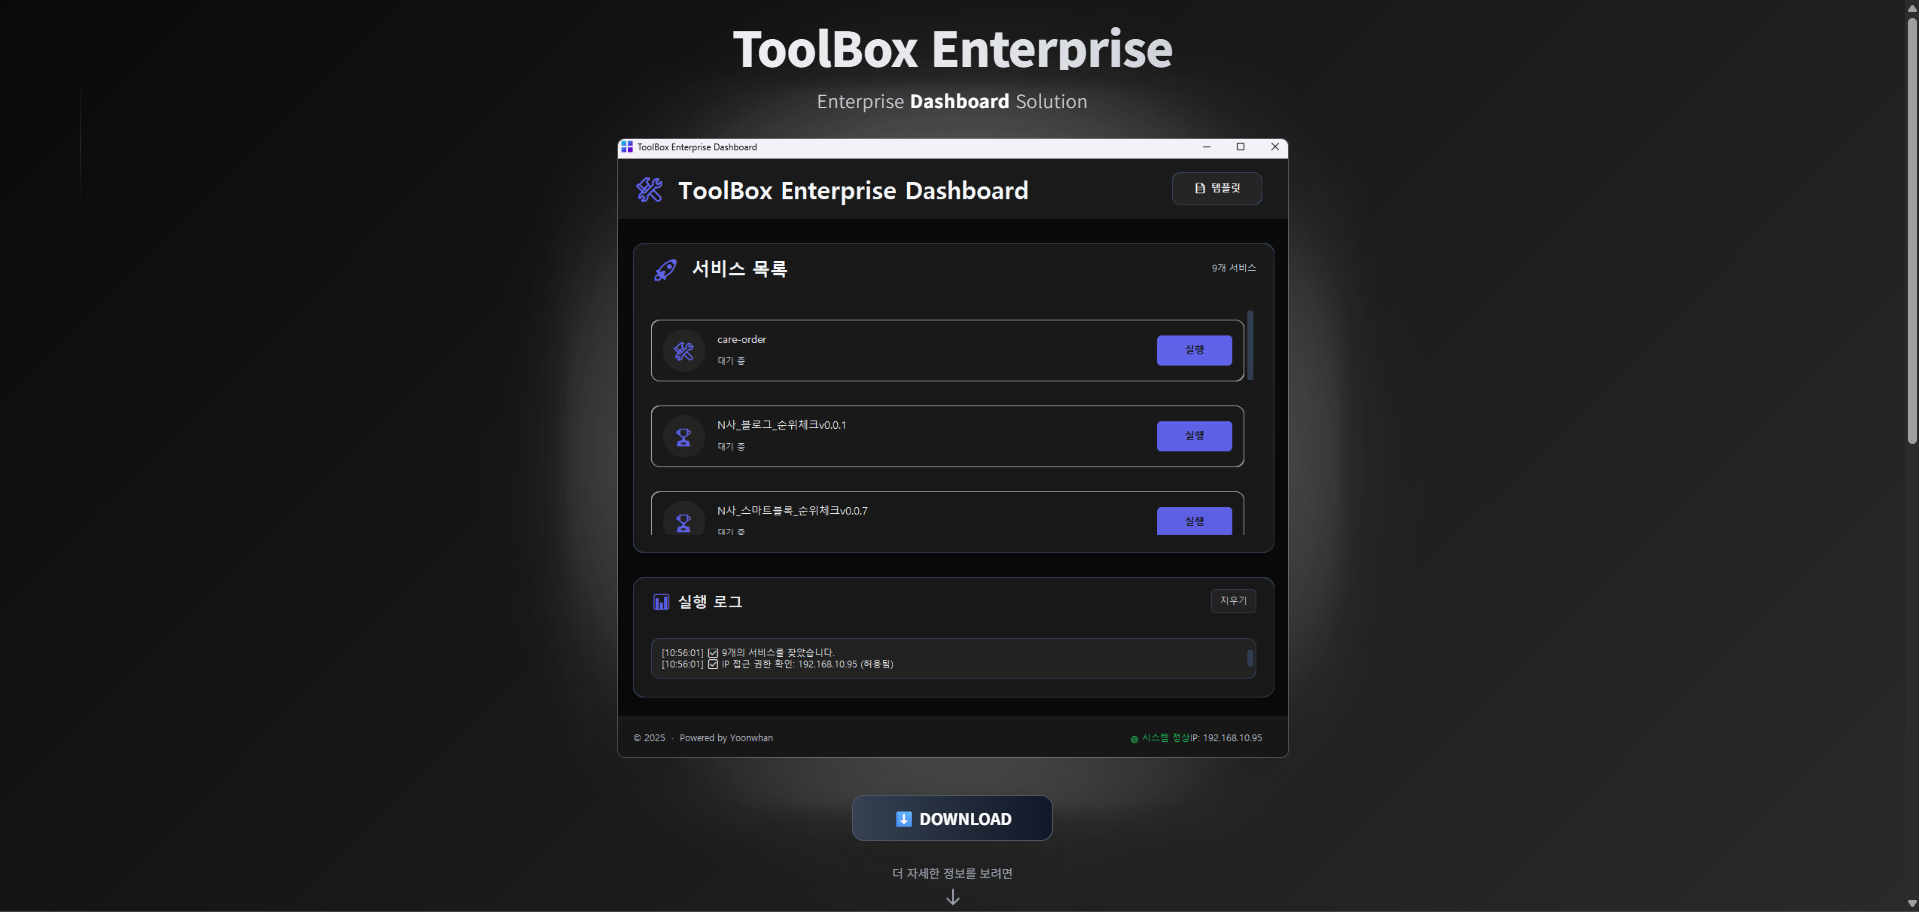 ToolBox Enterprise
Enterprise Dashboard Solution
ToolBox Enterprise Dashboard
ToolBox Enterprise Dashboard
템플릿
서비스 목록
9개 서비스
care-order
대기 중
실행
N사_블로그_순위체크v0.0.1
대기 중
실행
N사_스마트블록_순위체크v0.0.7
대기 중
실행
실행 로그
지우기
[10:56:01] ☑ 9개의 서비스를 찾았습니다.
[10:56:01] ☑ IP 접근 권한 확인: 192.168.10.95 (허용됨)
© 2025 · Powered by Yoonwhan
시스템 정상IP: 192.168.10.95
DOWNLOAD
더 자세한 정보를 보려면